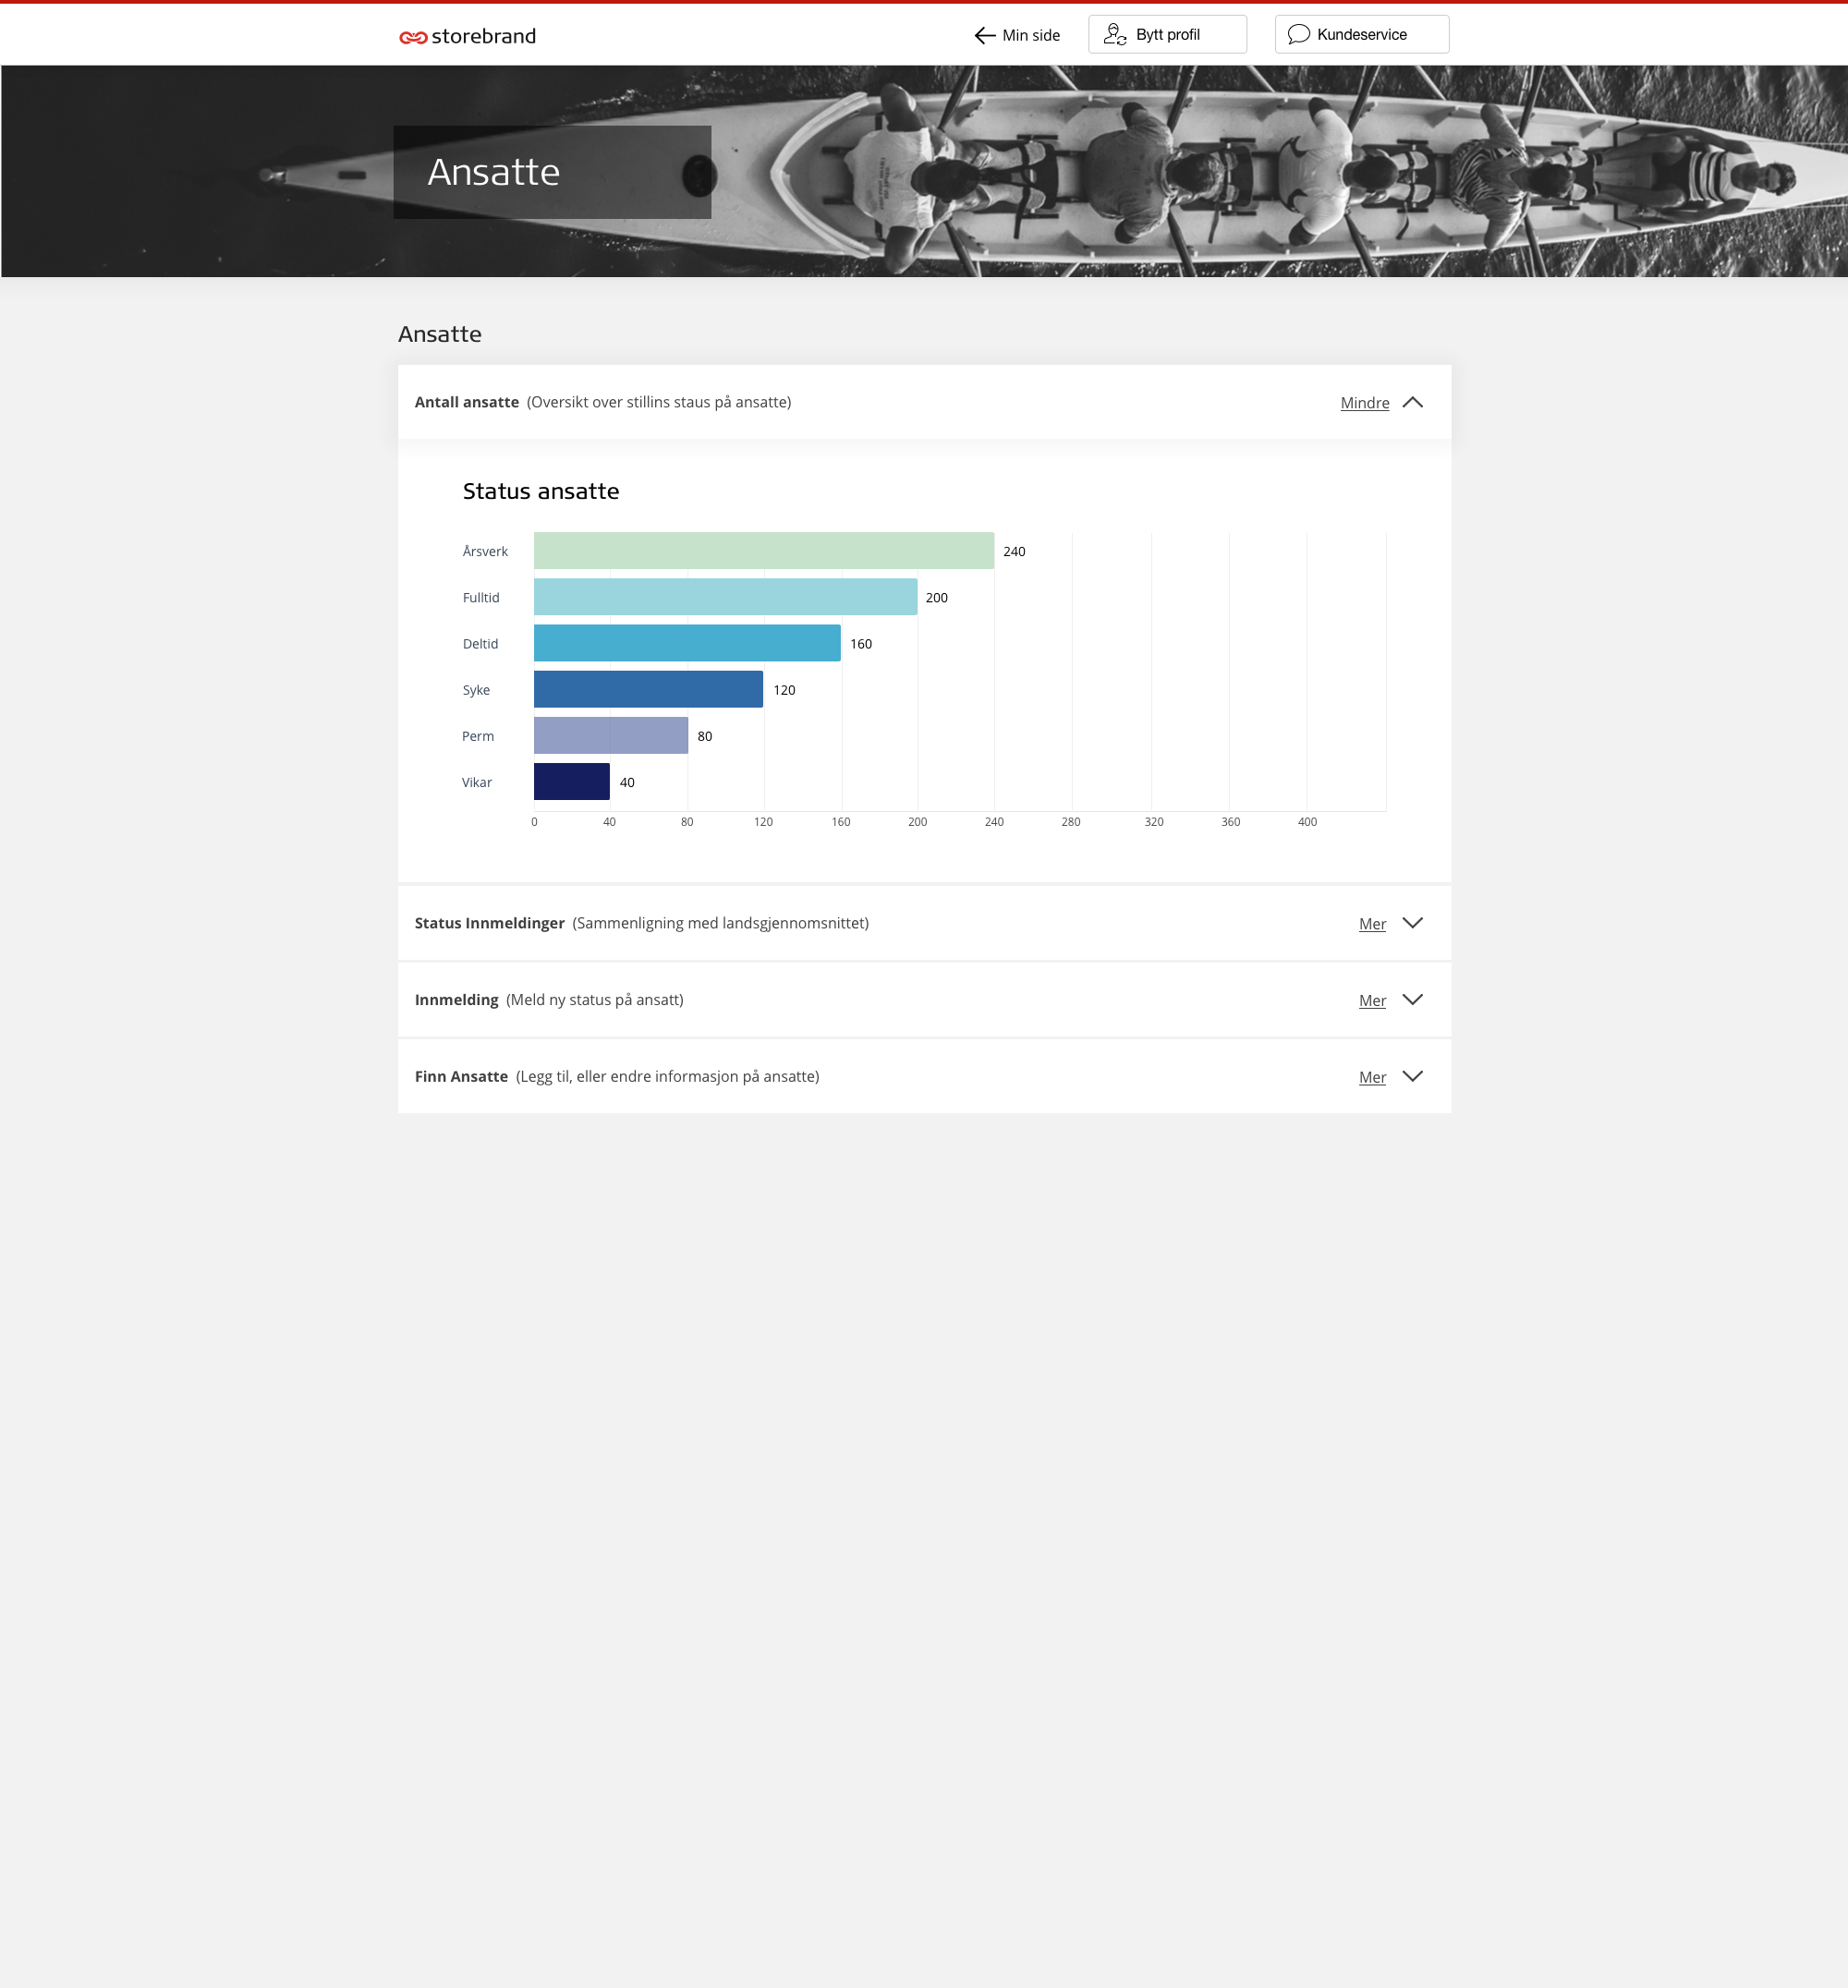 storebrand
Min side
Bytt profil
Kundeservice
Ansatte
Ansatte
Antall ansatte (Oversikt over stillins staus på ansatte)
Mindre
Status ansatte
Årsverk 240
Fulltid 200
Deltid 160
Syke 120
Perm 80
Vikar 40
0 40 80 120 160 200 240 280 320 360 400
Status Innmeldinger (Sammenligning med landsgjennomsnittet)
Mer
Innmelding (Meld ny status på ansatt)
Mer
Finn Ansatte (Legg til, eller endre informasjon på ansatte)
Mer